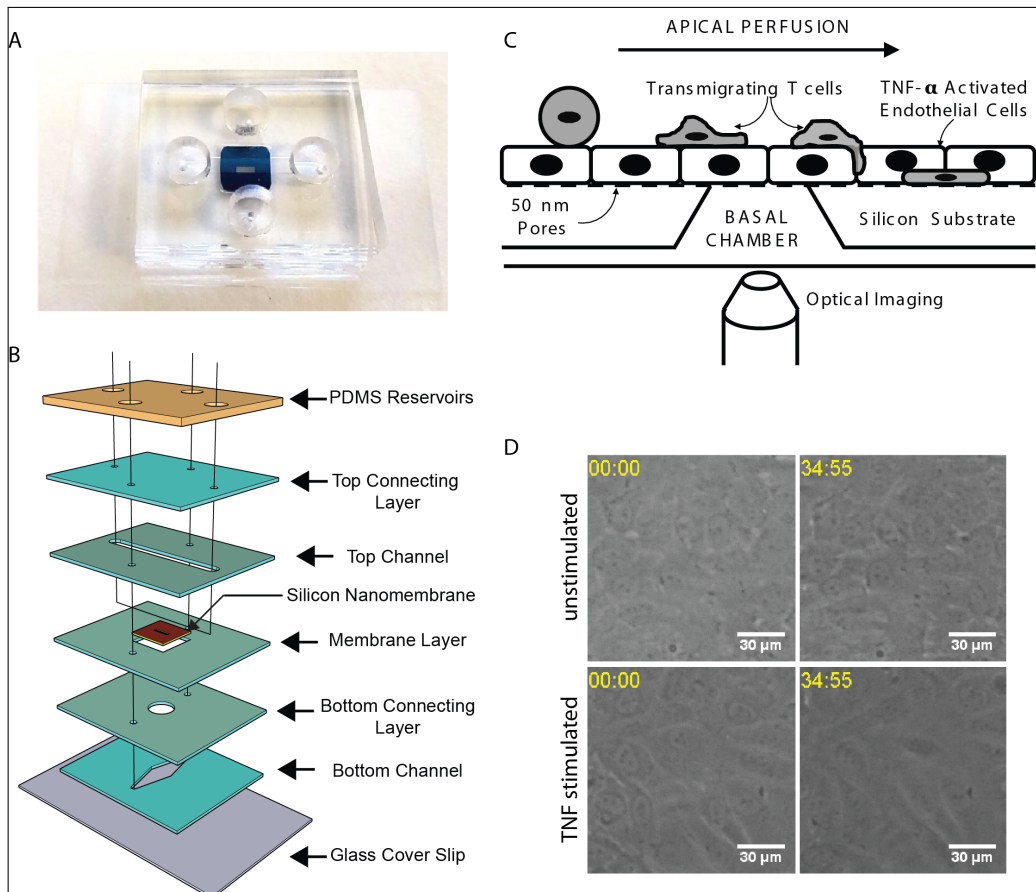 A
B
PDMS Reservoirs
Top Connecting
Layer
Top Channel
Silicon Nanomembrane
Membrane Layer
Bottom Connecting
Layer
Bottom Channel
Glass Cover Slip
C
APICAL PERFUSION
Transmigrating T cells
TNF-α Activated
Endothelial Cells
50 nm
Pores
BASAL
CHAMBER
Silicon Substrate
Optical Imaging
D
unstimulated
00:00
30 µm
34:55
30 µm
TNF stimulated
00:00
30 µm
34:55
30 µm